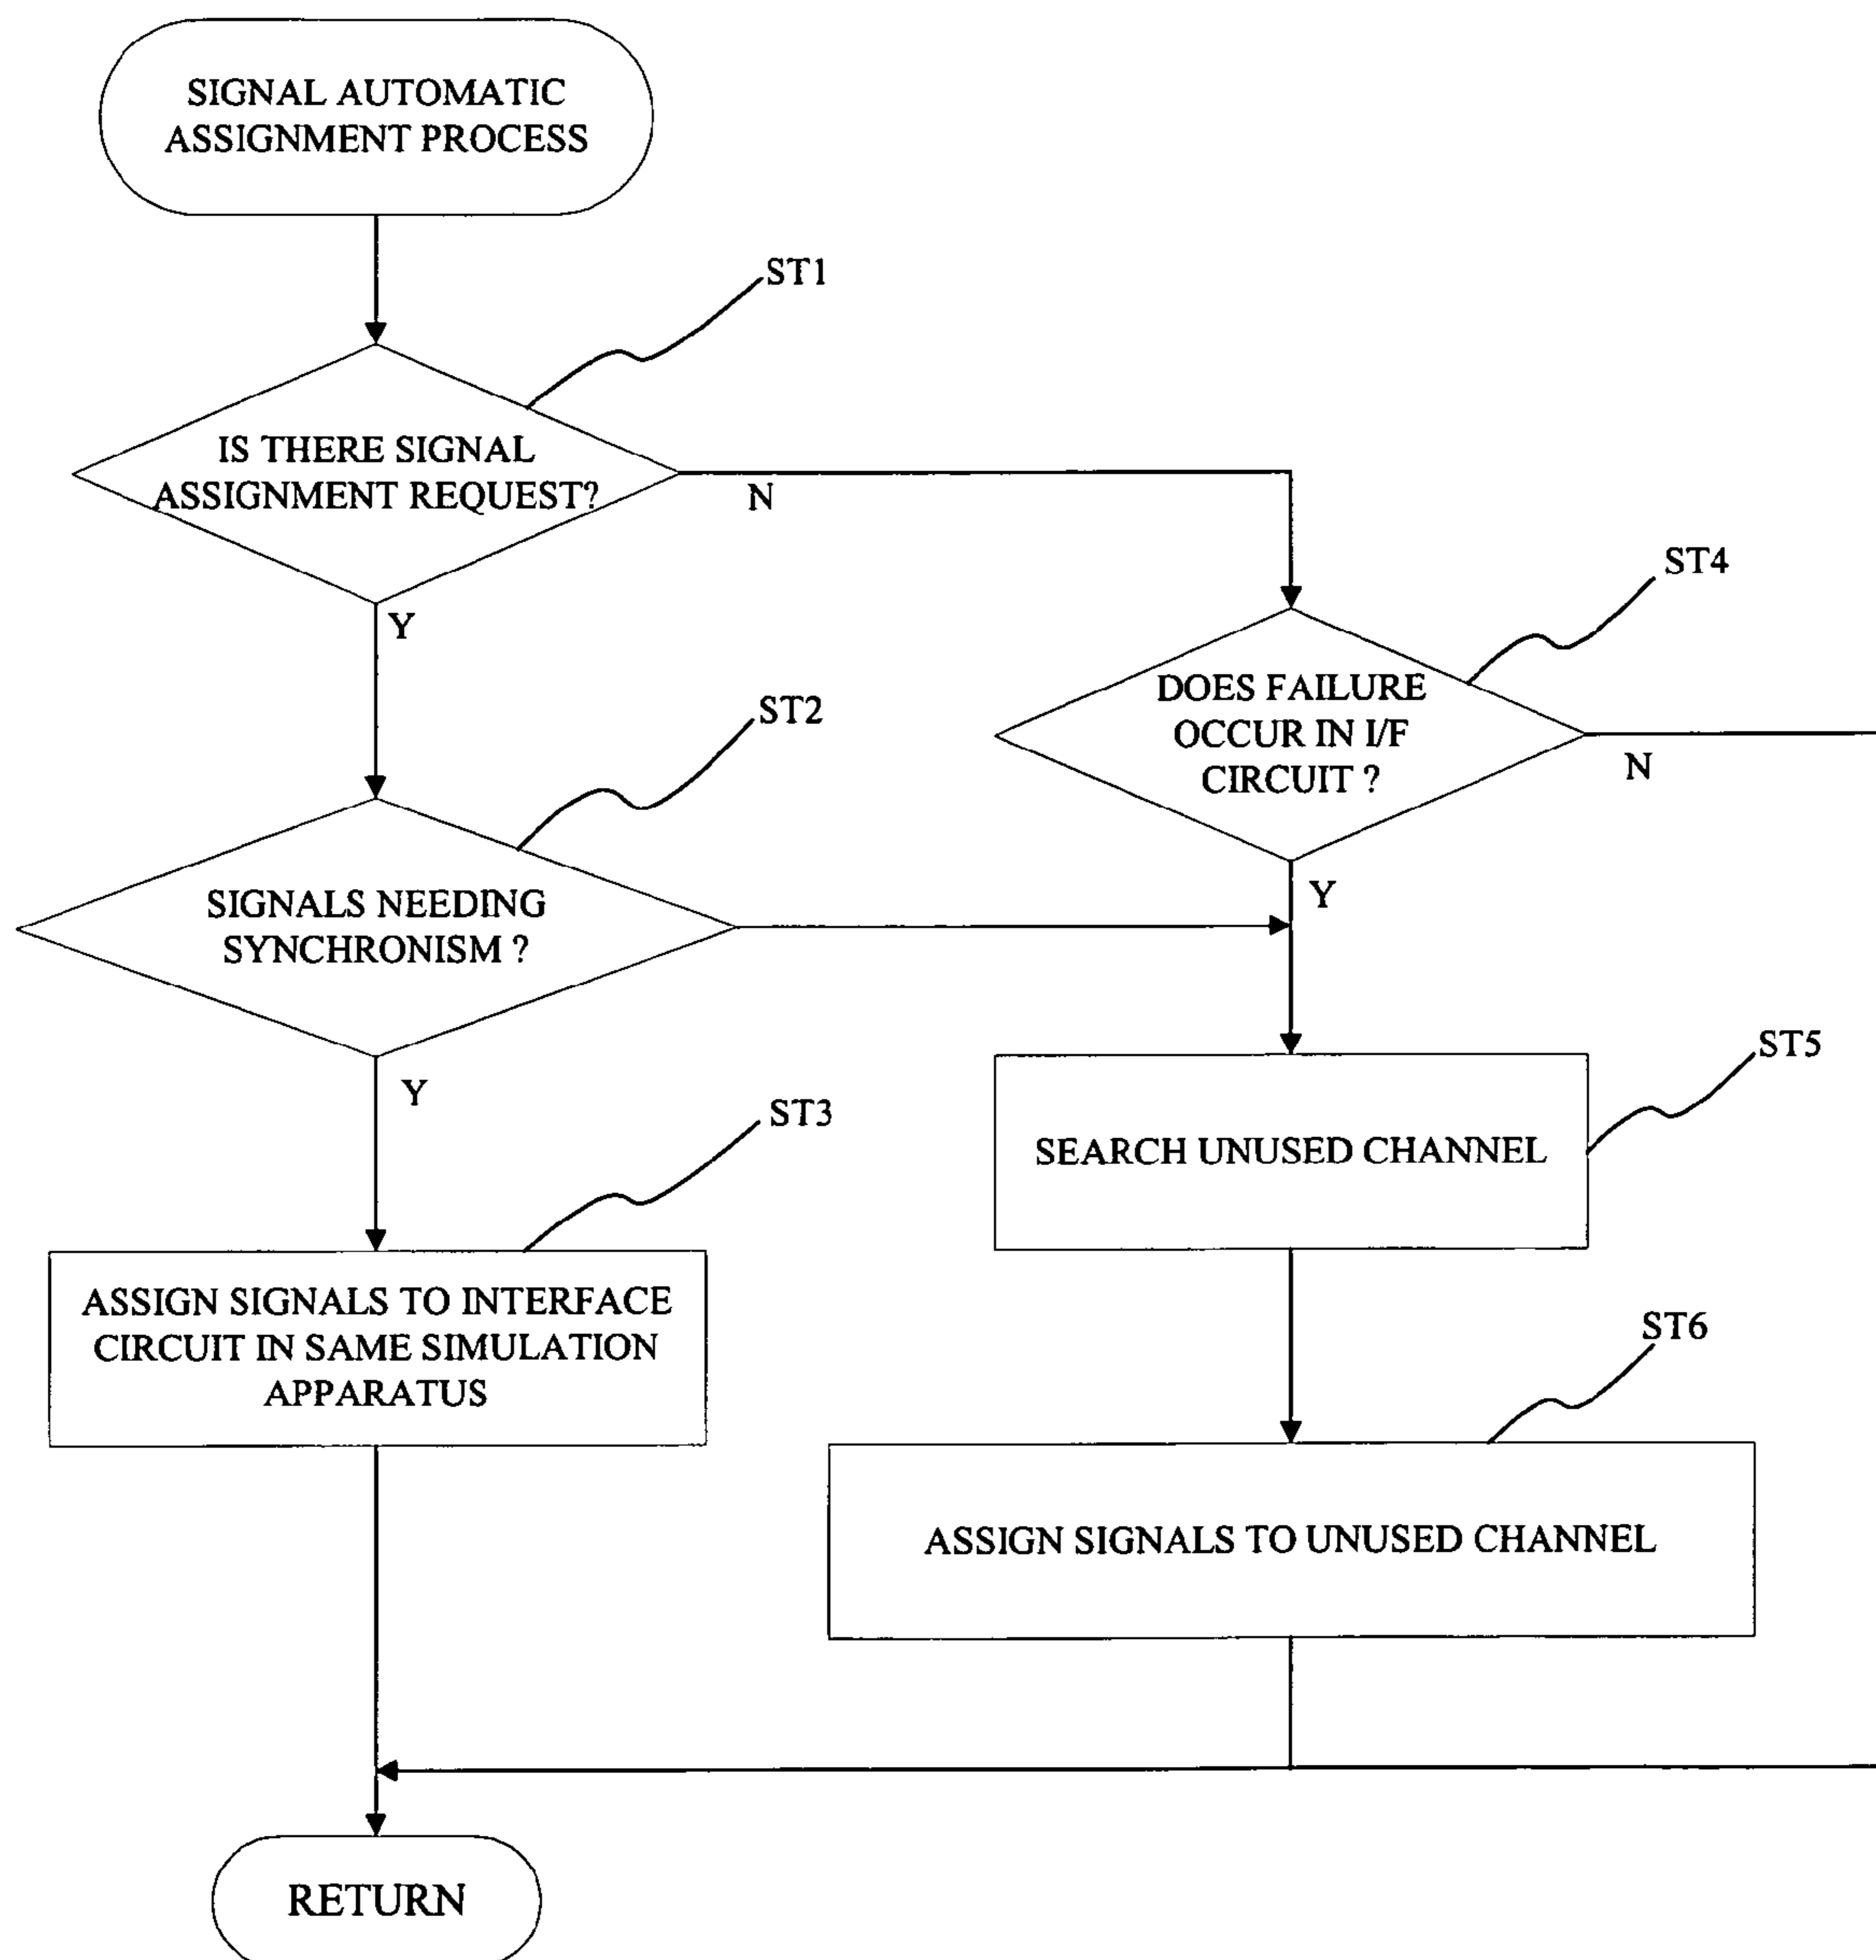 SIGNAL AUTOMATIC
ASSIGNMENT PROCESS
ST1
IS THERE SIGNAL
ASSIGNMENT REQUEST?
N
Y
ST4
DOES FAILURE
OCCUR IN I/F
CIRCUIT ?
N
Y
ST2
SIGNALS NEEDING
SYNCHRONISM ?
Y
ST5
SEARCH UNUSED CHANNEL
ST3
ASSIGN SIGNALS TO INTERFACE
CIRCUIT IN SAME SIMULATION
APPARATUS
ST6
ASSIGN SIGNALS TO UNUSED CHANNEL
RETURN